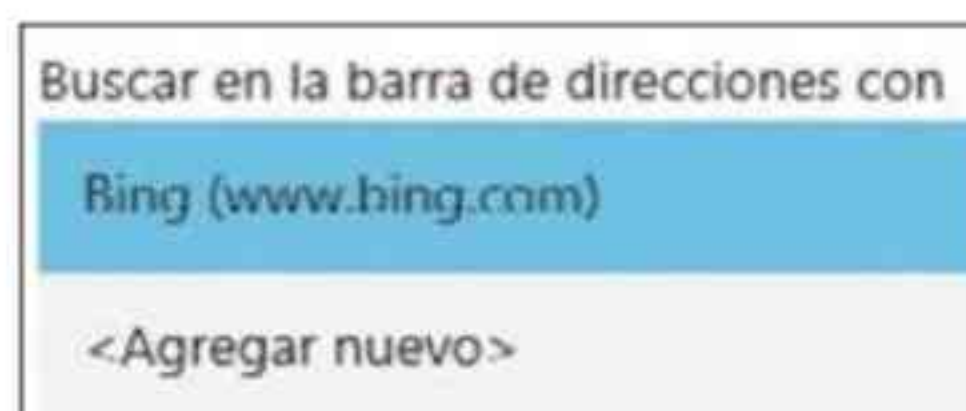 Buscar en la barra de direcciones con
Bing (www.bing.com)
<Agregar nuevo>